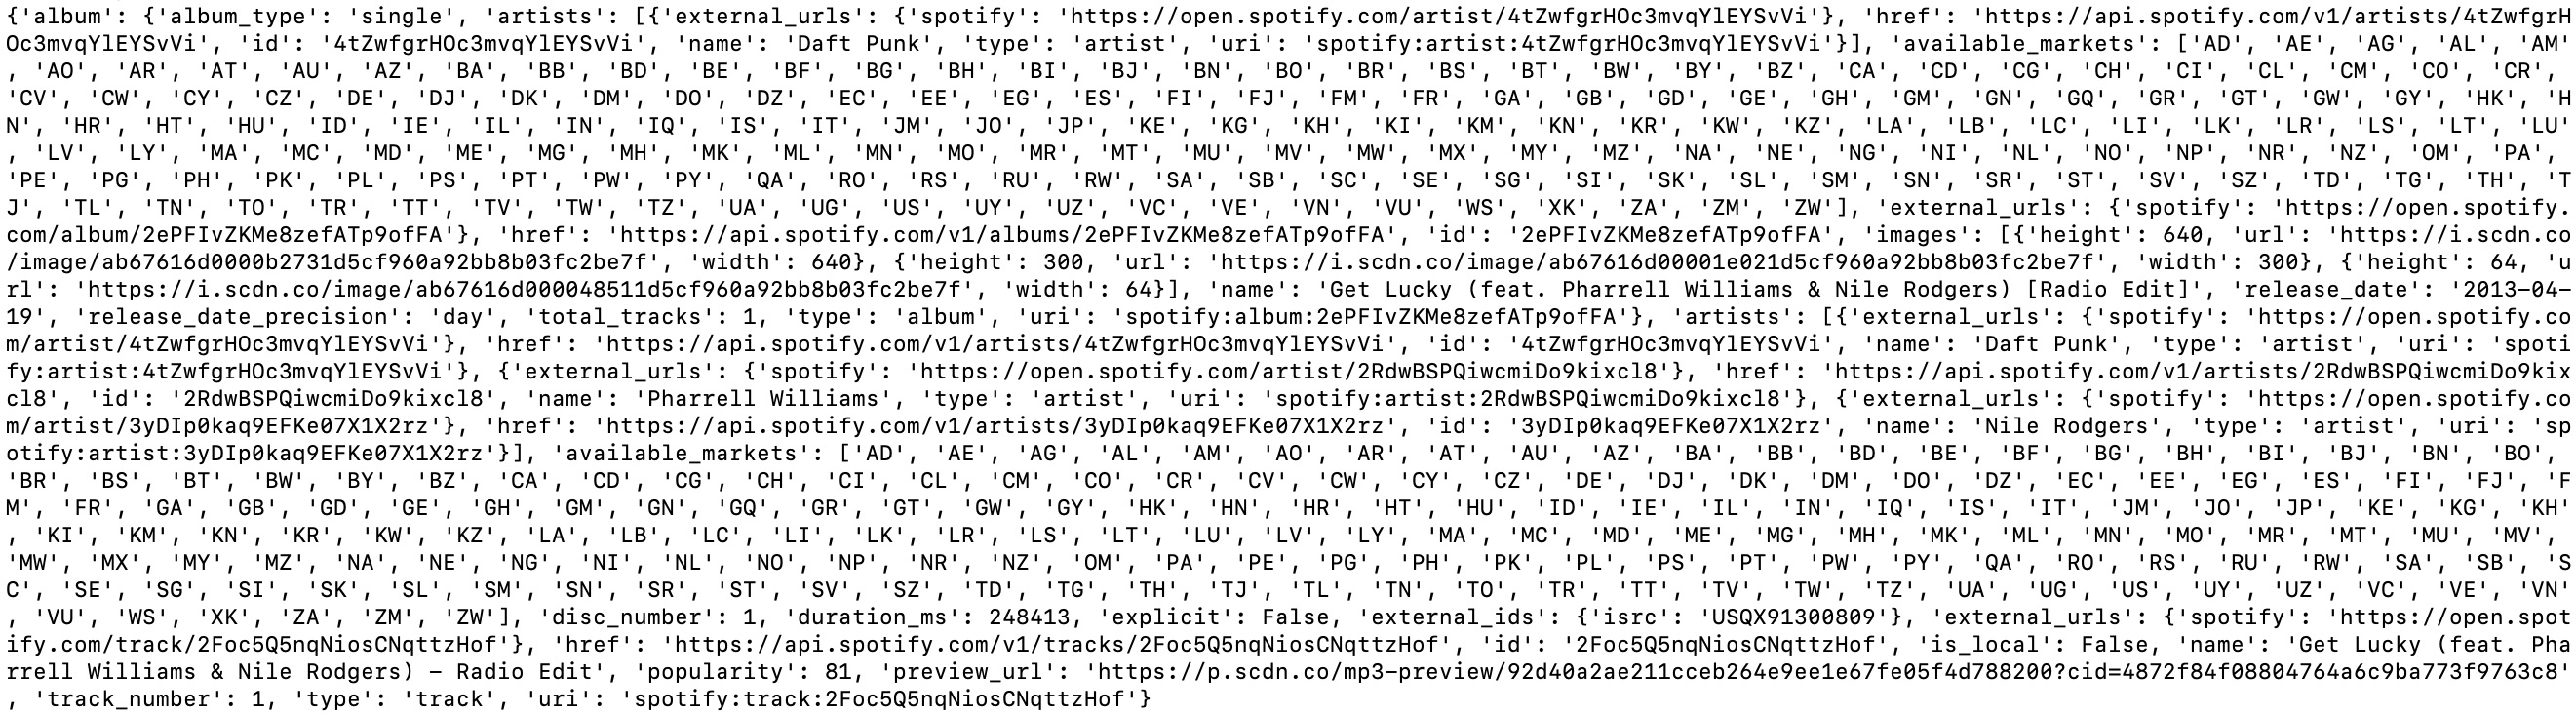 {'album': {'album_type': 'single', 'artists': [{'external_urls': {'spotify': 'https://open.spotify.com/artist/4tZwfgrHOc3mvqYlEYSvVi'}, 'href': 'https://api.spotify.com/v1/artists/4tZwfgrH
Oc3mvqYlEYSvVi', 'id': '4tZwfgrHOc3mvqYlEYSvVi', 'name': 'Daft Punk', 'type': 'artist', 'uri': 'spotify:artist:4tZwfgrHOc3mvqYlEYSvVi'}], 'available_markets': ['AD', 'AE', 'AG', 'AL', 'AM'
, 'AO', 'AR', 'AT', 'AU', 'AZ', 'BA', 'BB', 'BD', 'BE', 'BF', 'BG', 'BH', 'BI', 'BJ', 'BN', 'BO', 'BR', 'BS', 'BT', 'BW', 'BY', 'BZ', 'CA', 'CD', 'CG', 'CH', 'CI', 'CL', 'CM', 'CO', 'CR',
'CV', 'CW', 'CY', 'CZ', 'DE', 'DJ', 'DK', 'DM', 'DO', 'DZ', 'EC', 'EE', 'EG', 'ES', 'FI', 'FJ', 'FM', 'FR', 'GA', 'GB', 'GD', 'GE', 'GH', 'GM', 'GN', 'GQ', 'GR', 'GT', 'GW', 'GY', 'HK', 'H
N', 'HR', 'HT', 'HU', 'ID', 'IE', 'IL', 'IN', 'IQ', 'IS', 'IT', 'JM', 'JO', 'JP', 'KE', 'KG', 'KH', 'KI', 'KM', 'KN', 'KR', 'KW', 'KZ', 'LA', 'LB', 'LC', 'LI', 'LK', 'LR', 'LS', 'LT', 'LU'
, 'LV', 'LY', 'MA', 'MC', 'MD', 'ME', 'MG', 'MH', 'MK', 'ML', 'MN', 'MO', 'MR', 'MT', 'MU', 'MV', 'MW', 'MX', 'MY', 'MZ', 'NA', 'NE', 'NG', 'NI', 'NL', 'NO', 'NP', 'NR', 'NZ', 'OM', 'PA',
'PE', 'PG', 'PH', 'PK', 'PL', 'PS', 'PT', 'PW', 'PY', 'QA', 'RO', 'RS', 'RU', 'RW', 'SA', 'SB', 'SC', 'SE', 'SG', 'SI', 'SK', 'SL', 'SM', 'SN', 'SR', 'ST', 'SV', 'SZ', 'TD', 'TG', 'TH', 'T
J', 'TL', 'TN', 'TO', 'TR', 'TT', 'TV', 'TW', 'TZ', 'UA', 'UG', 'US', 'UY', 'UZ', 'VC', 'VE', 'VN', 'VU', 'WS', 'XK', 'ZA', 'ZM', 'ZW'], 'external_urls': {'spotify': 'https://open.spotify.
com/album/2ePFIvZKMe8zefATp9ofFA'}, 'href': 'https://api.spotify.com/v1/albums/2ePFIvZKMe8zefATp9ofFA', 'id': '2ePFIvZKMe8zefATp9ofFA', 'images': [{'height': 640, 'url': 'https://i.scdn.co
/image/ab67616d0000b2731d5cf960a92bb8b03fc2be7f', 'width': 640}, {'height': 300, 'url': 'https://i.scdn.co/image/ab67616d00001e021d5cf960a92bb8b03fc2be7f', 'width': 300}, {'height': 64, 'u
rl': 'https://i.scdn.co/image/ab67616d000048511d5cf960a92bb8b03fc2be7f', 'width': 64}], 'name': 'Get Lucky (feat. Pharrell Williams & Nile Rodgers) [Radio Edit]', 'release_date': '2013-04-
19', 'release_date_precision': 'day', 'total_tracks': 1, 'type': 'album', 'uri': 'spotify:album:2ePFIvZKMe8zefATp9ofFA'}, 'artists': [{'external_urls': {'spotify': 'https://open.spotify.co
m/artist/4tZwfgrHOc3mvqYlEYSvVi'}, 'href': 'https://api.spotify.com/v1/artists/4tZwfgrHOc3mvqYlEYSvVi', 'id': '4tZwfgrHOc3mvqYlEYSvVi', 'name': 'Daft Punk', 'type': 'artist', 'uri': 'spoti
fy:artist:4tZwfgrHOc3mvqYlEYSvVi'}, {'external_urls': {'spotify': 'https://open.spotify.com/artist/2RdwBSPQiwcmiDo9kixcl8'}, 'href': 'https://api.spotify.com/v1/artists/2RdwBSPQiwcmiDo9kix
cl8', 'id': '2RdwBSPQiwcmiDo9kixcl8', 'name': 'Pharrell Williams', 'type': 'artist', 'uri': 'spotify:artist:2RdwBSPQiwcmiDo9kixcl8'}, {'external_urls': {'spotify': 'https://open.spotify.co
m/artist/3yDIp0kaq9EFKe07X1X2rz'}, 'href': 'https://api.spotify.com/v1/artists/3yDIp0kaq9EFKe07X1X2rz', 'id': '3yDIp0kaq9EFKe07X1X2rz', 'name': 'Nile Rodgers', 'type': 'artist', 'uri': 'sp
otify:artist:3yDIp0kaq9EFKe07X1X2rz'}], 'available_markets': ['AD', 'AE', 'AG', 'AL', 'AM', 'AO', 'AR', 'AT', 'AU', 'AZ', 'BA', 'BB', 'BD', 'BE', 'BF', 'BG', 'BH', 'BI', 'BJ', 'BN', 'BO',
'BR', 'BS', 'BT', 'BW', 'BY', 'BZ', 'CA', 'CD', 'CG', 'CH', 'CI', 'CL', 'CM', 'CO', 'CR', 'CV', 'CW', 'CY', 'CZ', 'DE', 'DJ', 'DK', 'DM', 'DO', 'DZ', 'EC', 'EE', 'EG', 'ES', 'FI', 'FJ', 'F
M', 'FR', 'GA', 'GB', 'GD', 'GE', 'GH', 'GM', 'GN', 'GQ', 'GR', 'GT', 'GW', 'GY', 'HK', 'HN', 'HR', 'HT', 'HU', 'ID', 'IE', 'IL', 'IN', 'IQ', 'IS', 'IT', 'JM', 'JO', 'JP', 'KE', 'KG', 'KH'
, 'KI', 'KM', 'KN', 'KR', 'KW', 'KZ', 'LA', 'LB', 'LC', 'LI', 'LK', 'LR', 'LS', 'LT', 'LU', 'LV', 'LY', 'MA', 'MC', 'MD', 'ME', 'MG', 'MH', 'MK', 'ML', 'MN', 'MO', 'MR', 'MT', 'MU', 'MV',
'MW', 'MX', 'MY', 'MZ', 'NA', 'NE', 'NG', 'NI', 'NL', 'NO', 'NP', 'NR', 'NZ', 'OM', 'PA', 'PE', 'PG', 'PH', 'PK', 'PL', 'PS', 'PT', 'PW', 'PY', 'QA', 'RO', 'RS', 'RU', 'RW', 'SA', 'SB', 'S
C', 'SE', 'SG', 'SI', 'SK', 'SL', 'SM', 'SN', 'SR', 'ST', 'SV', 'SZ', 'TD', 'TG', 'TH', 'TJ', 'TL', 'TN', 'TO', 'TR', 'TT', 'TV', 'TW', 'TZ', 'UA', 'UG', 'US', 'UY', 'UZ', 'VC', 'VE', 'VN'
, 'VU', 'WS', 'XK', 'ZA', 'ZM', 'ZW'], 'disc_number': 1, 'duration_ms': 248413, 'explicit': False, 'external_ids': {'isrc': 'USQX91300809'}, 'external_urls': {'spotify': 'https://open.spot
ify.com/track/2Foc5Q5nqNiosCNqttzHof'}, 'href': 'https://api.spotify.com/v1/tracks/2Foc5Q5nqNiosCNqttzHof', 'id': '2Foc5Q5nqNiosCNqttzHof', 'is_local': False, 'name': 'Get Lucky (feat. Pha
rrell Williams & Nile Rodgers) - Radio Edit', 'popularity': 81, 'preview_url': 'https://p.scdn.co/mp3-preview/92d40a2ae211cceb264e9ee1e67fe05f4d788200?cid=4872f84f08804764a6c9ba773f9763c8'
, 'track_number': 1, 'type': 'track', 'uri': 'spotify:track:2Foc5Q5nqNiosCNqttzHof'}